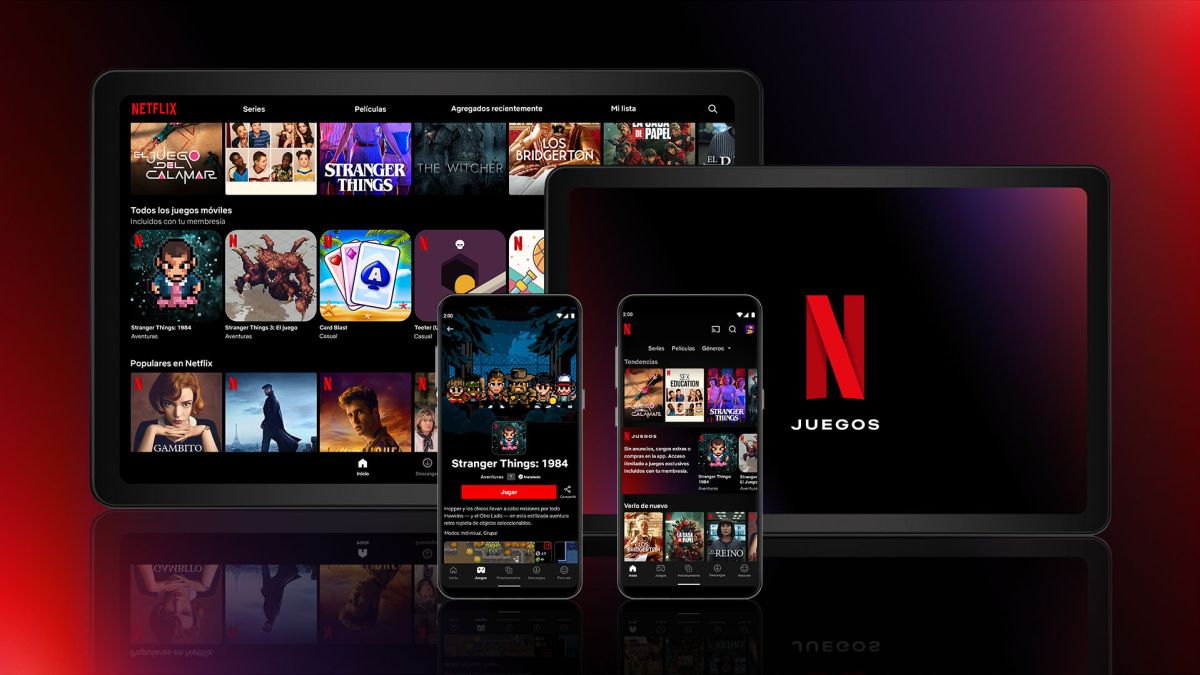 NETFLIX
Series
Películas
Agregados recientemente
Mi lista
EL JUEGO
DEL
CALAMAR
STRANGER
THINGS
THE WITCHER
LOS
BRIDGERTON
LA CASA
DE
PAPEL
EL
Todos los juegos móviles
Incluidos con tu membresía
N
N
A
N
N
Stranger Things: 1984
Aventuras
Stranger Things 3: El juego
Aventuras
Card Blast
Casual
Teeter (U
Casual
Populares en Netflix
N
N
N
N
GAMBITO
Inicio
Descargas
2:00
Stranger Things: 1984
Aventuras
Instalado
Jugar
Compartir
Hopper y los chicos llevan a cabo misiones por todo
Hawkins — y el Otro Lado — en esta estilizada aventura
retro repleta de objetos coleccionables.
Modos: Individual, Grupal
Inicio
Juegos
Próximamente
Descargas
Para reír
2:00
N
Series
Películas
Géneros
Tendencias
EL JUEGO
DEL
CALAMAR
SEX
EDUCATION
STRANGER
THINGS
N JUEGOS
Sin anuncios, cargos extras o
compras en la app. Acceso
ilimitado a juegos exclusivos
incluidos con tu membresía.
Stranger Things:
1984
Aventuras
Stranger
El Juego
Aventuras
Verlo de nuevo
LOS
BRIDGERTON
LA CASA
DE PAPEL
EL
REINO
Inicio
Juegos
Próximamente
Descargas
Para reír
N
JUEGOS